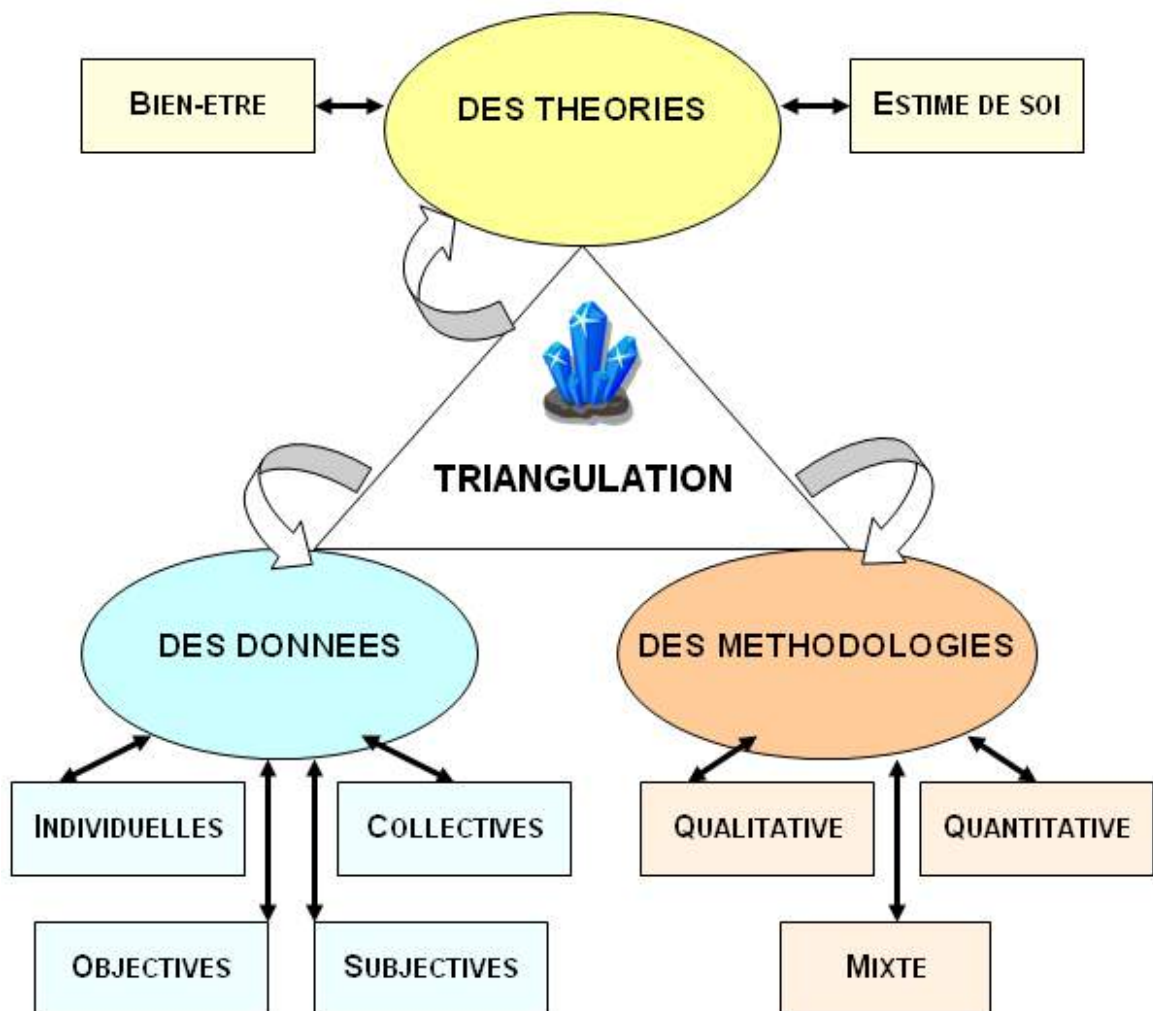 BIEN-ETRE
DES THEORIES
ESTIME DE SOI
TRIANGULATION
DES DONNEES
DES METHODOLOGIES
INDIVIDUELLES
COLLECTIVES
QUALITATIVE
QUANTITATIVE
OBJECTIVES
SUBJECTIVES
MIXTE